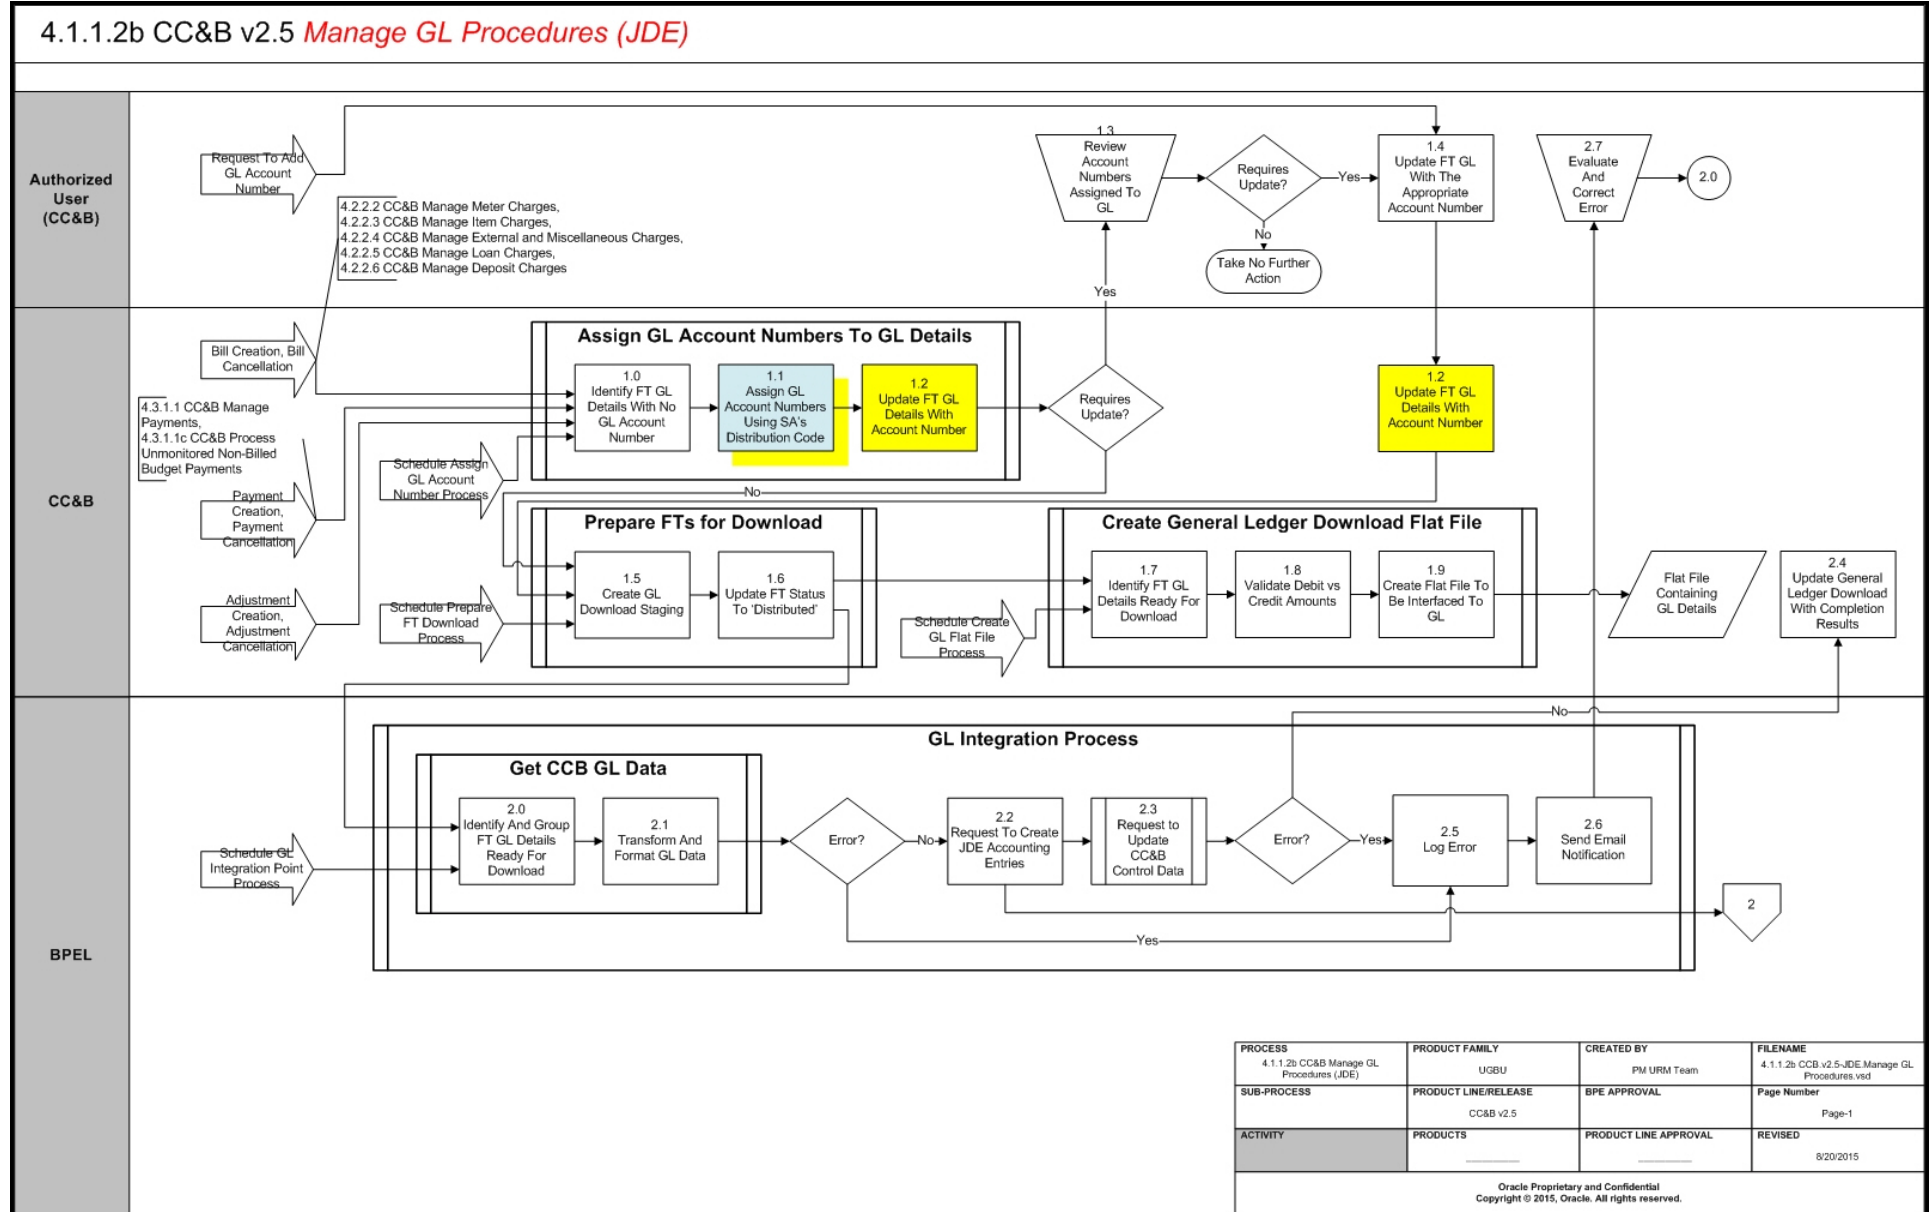 4.1.1.2b CC&B v2.5 Manage GL Procedures (JDE)
Authorized
User
(CC&B)
Request To Add
GL Account
Number
4.2.2.2 CC&B Manage Meter Charges,
4.2.2.3 CC&B Manage Item Charges,
4.2.2.4 CC&B Manage External and Miscellaneous Charges,
4.2.2.5 CC&B Manage Loan Charges,
4.2.2.6 CC&B Manage Deposit Charges
1.3
Review
Account
Numbers
Assigned To
GL
Requires
Update?
Yes
No
Take No Further
Action
1.4
Update FT GL
With The
Appropriate
Account Number
2.7
Evaluate
And
Correct
Error
2.0
Yes
CC&B
Bill Creation, Bill
Cancellation
4.3.1.1 CC&B Manage
Payments,
4.3.1.1c CC&B Process
Unmonitored Non-Billed
Budget Payments
Payment
Creation,
Payment
Cancellation
Adjustment
Creation,
Adjustment
Cancellation
Schedule Assign
GL Account
Number Process
Assign GL Account Numbers To GL Details
1.0
Identify FT GL
Details With No
GL Account
Number
1.1
Assign GL
Account Numbers
Using SA's
Distribution Code
1.2
Update FT GL
Details With
Account Number
Requires
Update?
No
1.2
Update FT GL
Details With
Account Number
Schedule Prepare
FT Download
Process
Prepare FTs for Download
1.5
Create GL
Download Staging
1.6
Update FT Status
To ‘Distributed’
Schedule Create
GL Flat File
Process
Create General Ledger Download Flat File
1.7
Identify FT GL
Details Ready For
Download
1.8
Validate Debit vs
Credit Amounts
1.9
Create Flat File To
Be Interfaced To
GL
Flat File
Containing
GL Details
2.4
Update General
Ledger Download
With Completion
Results
BPEL
Schedule GL
Integration Point
Process
GL Integration Process
Get CCB GL Data
2.0
Identify And Group
FT GL Details
Ready For
Download
2.1
Transform And
Format GL Data
Error?
No
Yes
2.2
Request To Create
JDE Accounting
Entries
2.3
Request to
Update
CC&B
Control Data
Error?
No
Yes
2.5
Log Error
2.6
Send Email
Notification
2
PROCESS
4.1.1.2b CC&B Manage GL
Procedures (JDE)
PRODUCT FAMILY
UGBU
CREATED BY
PM URM Team
FILENAME
4.1.1.2b CCB.v2.5-JDE.Manage GL
Procedures.vsd
SUB-PROCESS
PRODUCT LINE/RELEASE
CC&B v2.5
BPE APPROVAL
Page Number
Page-1
ACTIVITY
PRODUCTS
PRODUCT LINE APPROVAL
REVISED
8/20/2015
Oracle Proprietary and Confidential
Copyright © 2015, Oracle. All rights reserved.